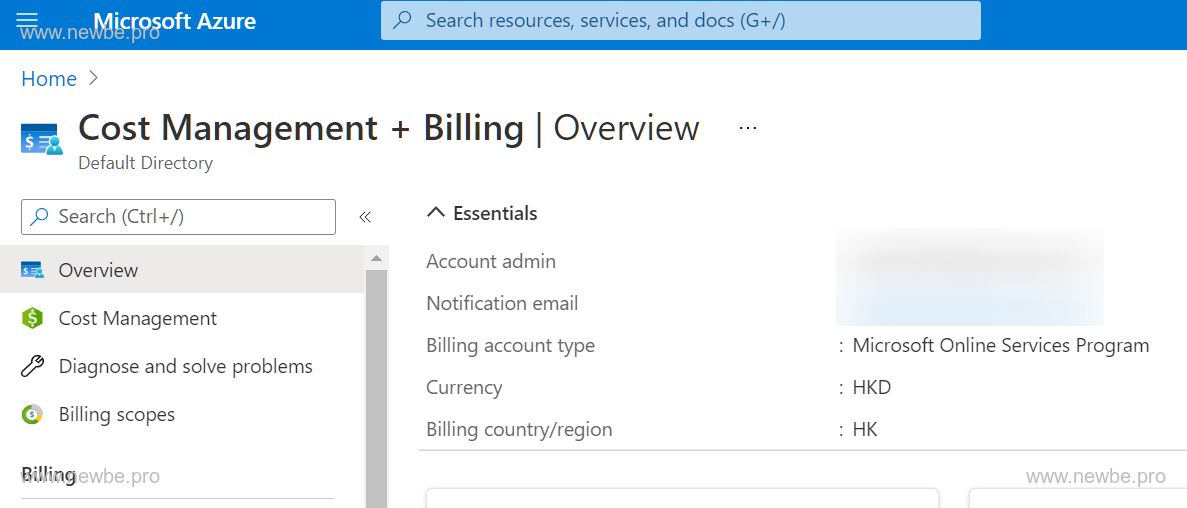 Microsoft Azure
Search resources, services, and docs (G+/)
www.newbe.pro
Home
Cost Management + Billing | Overview ...
Default Directory
Search (Ctrl+/) «
Overview
Cost Management
Diagnose and solve problems
Billing scopes
Billing
www.newbe.pro
Essentials
Account admin
Notification email
Billing account type : Microsoft Online Services Program
Currency : HKD
Billing country/region : HK
www.newbe.pro